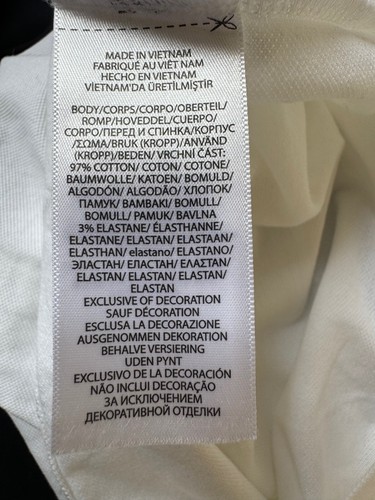 MADE IN VIETNAM
FABRIQUÉ AU VIÊT NAM
HECHO EN VIETNAM
VİETNAM'DA ÜRETİLMİŞTİR
BODY/CORPS/CORPO/OBERTEIL/
ROMP/HOVEDDEL/CUERPO/
CORPO/ПЕРЕД И СПИНКА/КОРПУС
/ΣΩΜΑ/BRUK (KROPP)/ANVÄND
(KROPP)/BEDEN/ VRCHNÍ ČÁST:
97% COTTON/ COTON/ COTONE/
BAUMWOLLE/ KATOEN/ BOMULD/
ALGODÓN/ ALGODÃO/ ХЛОПОК/
ПАМУК/ BAMBAKI/ BOMULL/
BOMULL/ PAMUK/ BAVLNA
3% ELASTANE/ ÉLASTHANNE/
ELASTANE/ ELASTAN/ ELASTAAN/
ELASTHAN/ elastano/ ELASTANO/
ЭЛАСТАН/ ЕЛАСТАН/ ΕΛΑΣΤΑΝ/
ELASTAN/ ELASTAN/ ELASTAN/
ELASTAN
EXCLUSIVE OF DECORATION
SAUF DÉCORATION
ESCLUSA LA DECORAZIONE
AUSGENOMMEN DEKORATION
BEHALVE VERSIERING
UDEN PYNT
EXCLUSIVO DE LA DECORACIÓN
NÃO INCLUI DECORAÇÃO
ЗА ИСКЛЮЧЕНИЕМ
ДЕКОРАТИВНОЙ ОТДЕЛКИ